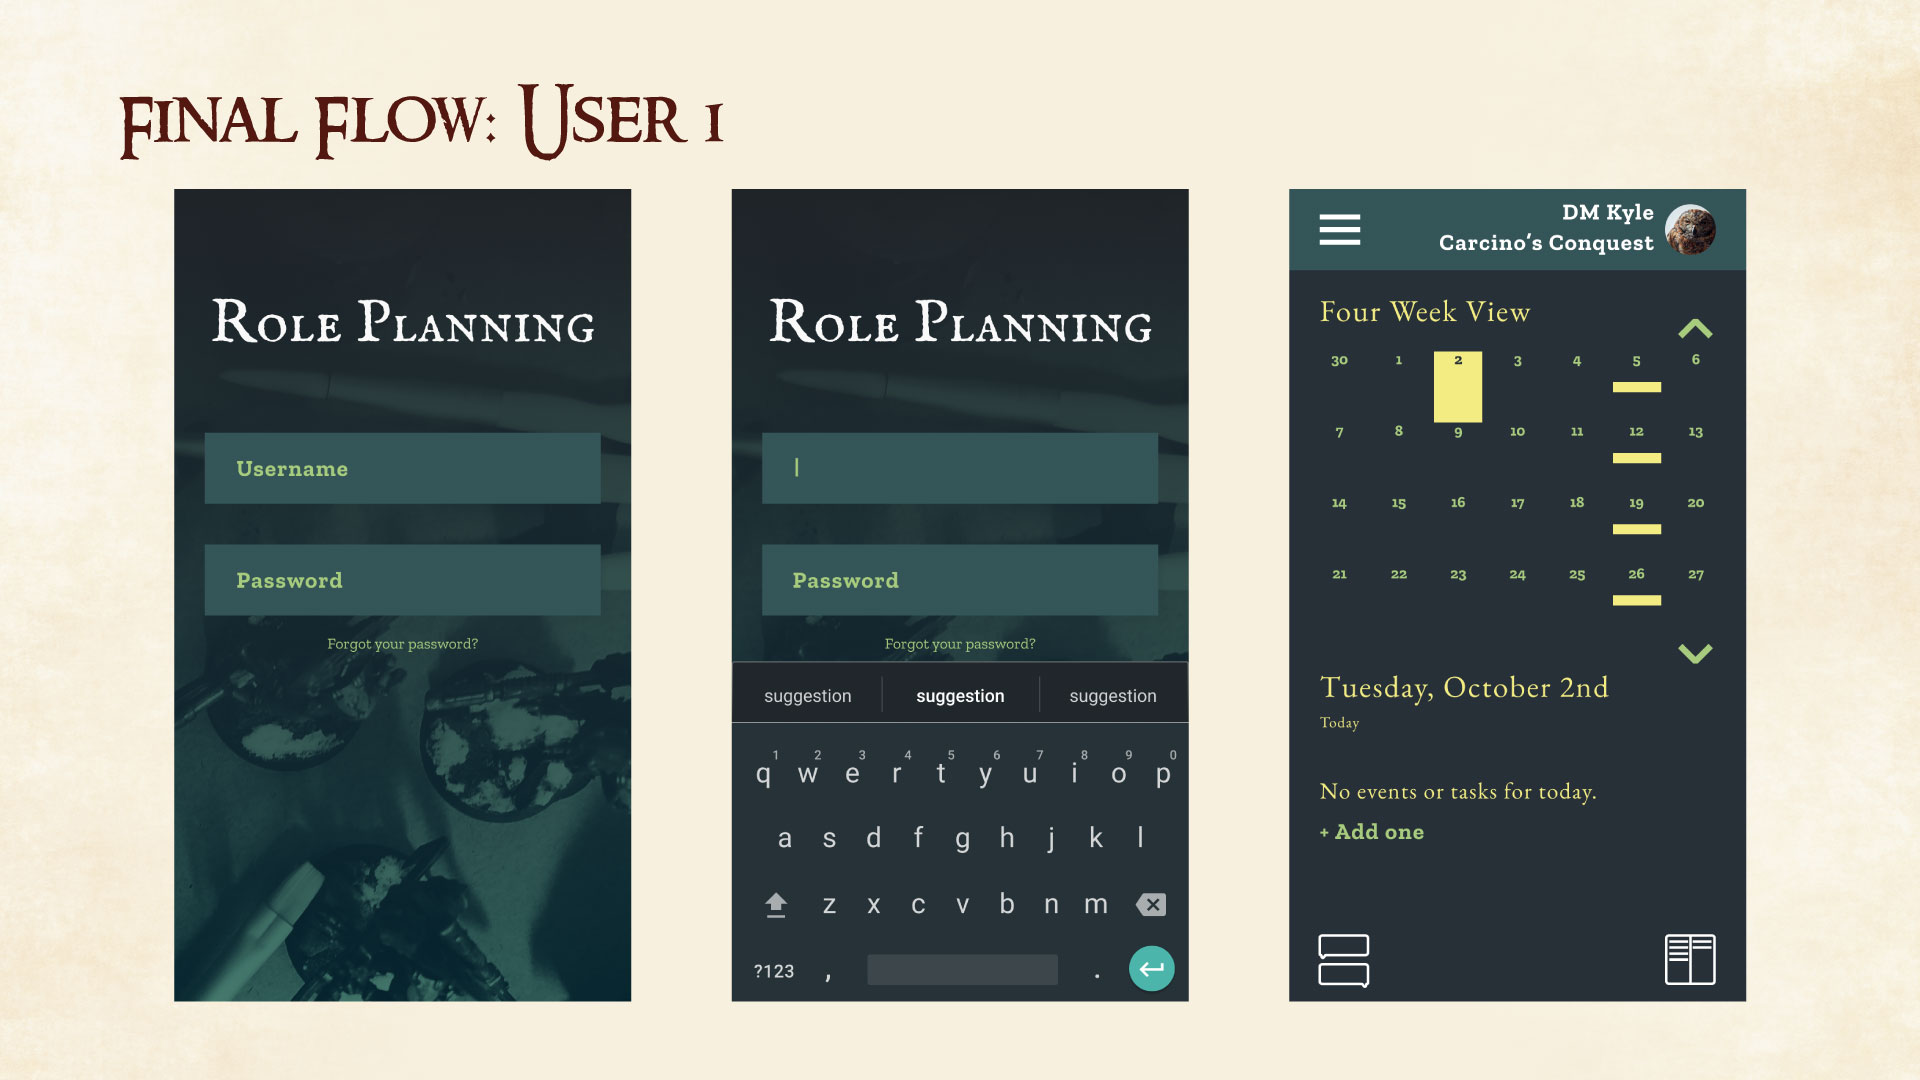 Final Flow: User 1
Role Planning
Username
Password
Forgot your password?
Role Planning
|
Password
Forgot your password?
suggestion suggestion suggestion
1 2 3 4 5 6 7 8 9 0
q w e r t y u i o p
a s d f g h j k l
z x c v b n m
?123 , .
DM Kyle
Carcino's Conquest
Four Week View
30 1 2 3 4 5 6
7 8 9 10 11 12 13
14 15 16 17 18 19 20
21 22 23 24 25 26 27
Tuesday, October 2nd
Today
No events or tasks for today.
+ Add one